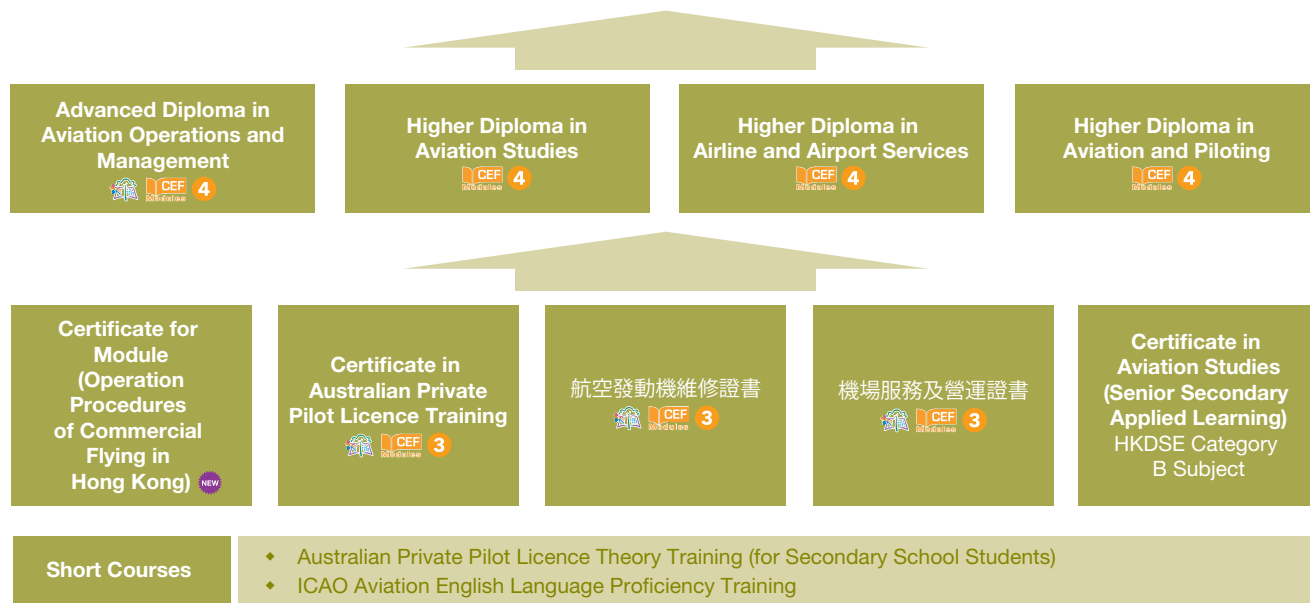 Advanced Diploma in
Aviation Operations and
Management
CEF
Modules
4
Higher Diploma in
Aviation Studies
CEF
Modules
4
Higher Diploma in
Airline and Airport Services
CEF
Modules
4
Higher Diploma in
Aviation and Piloting
CEF
Modules
4
Certificate for
Module
(Operation
Procedures
of Commercial
Flying in
Hong Kong) NEW
Certificate in
Australian Private
Pilot Licence Training
CEF
Modules
3
航空發動機維修證書
CEF
Modules
3
機場服務及營運證書
CEF
Modules
3
Certificate in
Aviation Studies
(Senior Secondary
Applied Learning)
HKDSE Category
B Subject
Short Courses
◆ Australian Private Pilot Licence Theory Training (for Secondary School Students)
◆ ICAO Aviation English Language Proficiency Training